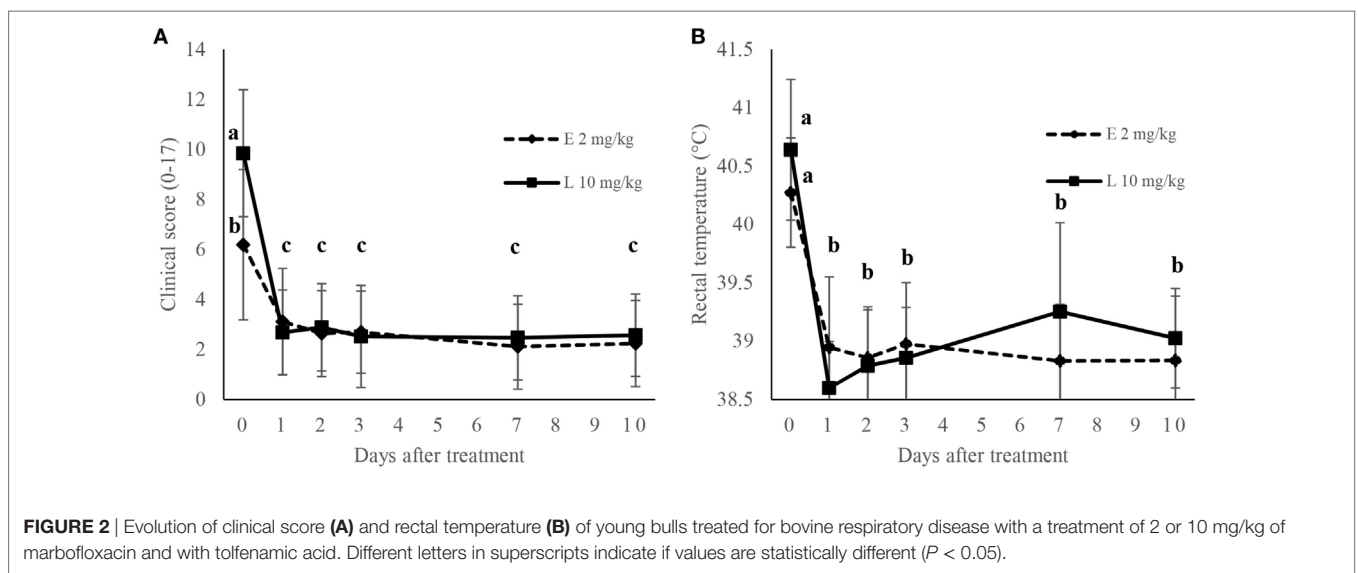 A
14
12
10
8
6
4
2
0
Clinical score (0-17)
a
b
c c c c c
E 2 mg/kg
L 10 mg/kg
0 1 2 3 4 5 6 7 8 9 10
Days after treatment
B
41.5
41
40.5
40
39.5
39
38.5
Rectal temperature (°C)
a
a
b b b b b
E 2 mg/kg
L 10 mg/kg
0 1 2 3 4 5 6 7 8 9 10
Days after treatment
FIGURE 2 | Evolution of clinical score (A) and rectal temperature (B) of young bulls treated for bovine respiratory disease with a treatment of 2 or 10 mg/kg of
marbofloxacin and with tolfenamic acid. Different letters in superscripts indicate if values are statistically different (P < 0.05).